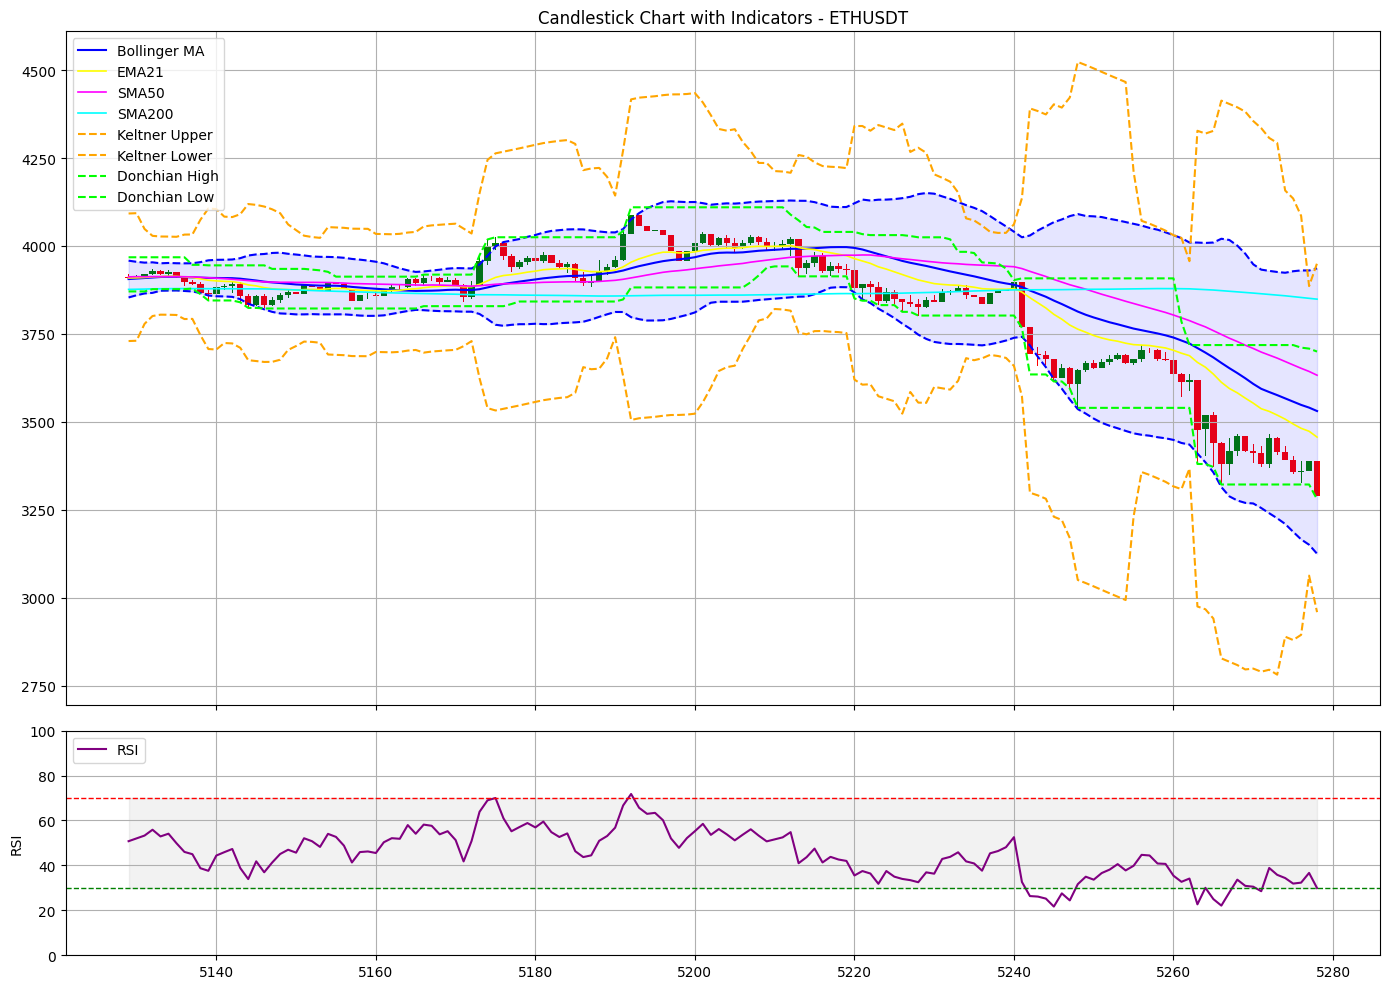 Candlestick Chart with Indicators - ETHUSDT
Bollinger MA
EMA21
SMA50
SMA200
Keltner Upper
Keltner Lower
Donchian High
Donchian Low
4500
4250
4000
3750
3500
3250
3000
2750
RSI
RSI
100
80
60
40
20
0
5140 5160 5180 5200 5220 5240 5260 5280